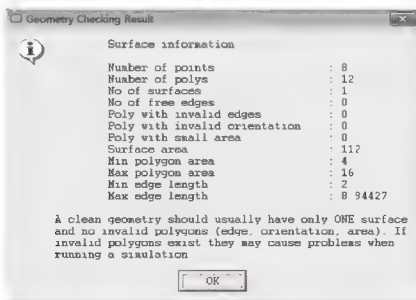 Geometry Checking Result
Surface information
Number of points : 8
Number of polys : 12
No of surfaces : 1
No of free edges : 0
Poly with invalid edges : 0
Poly with invalid orientation : 0
Poly with small area : 0
Surface area : 112
Min polygon area : 4
Max polygon area : 16
Min edge length : 2
Max edge length : 8 94427
A clean geometry should usually have only ONE surface
and no invalid polygons (edge, orientation, area). If
invalid polygons exist they may cause problems when
running a simulation
OK